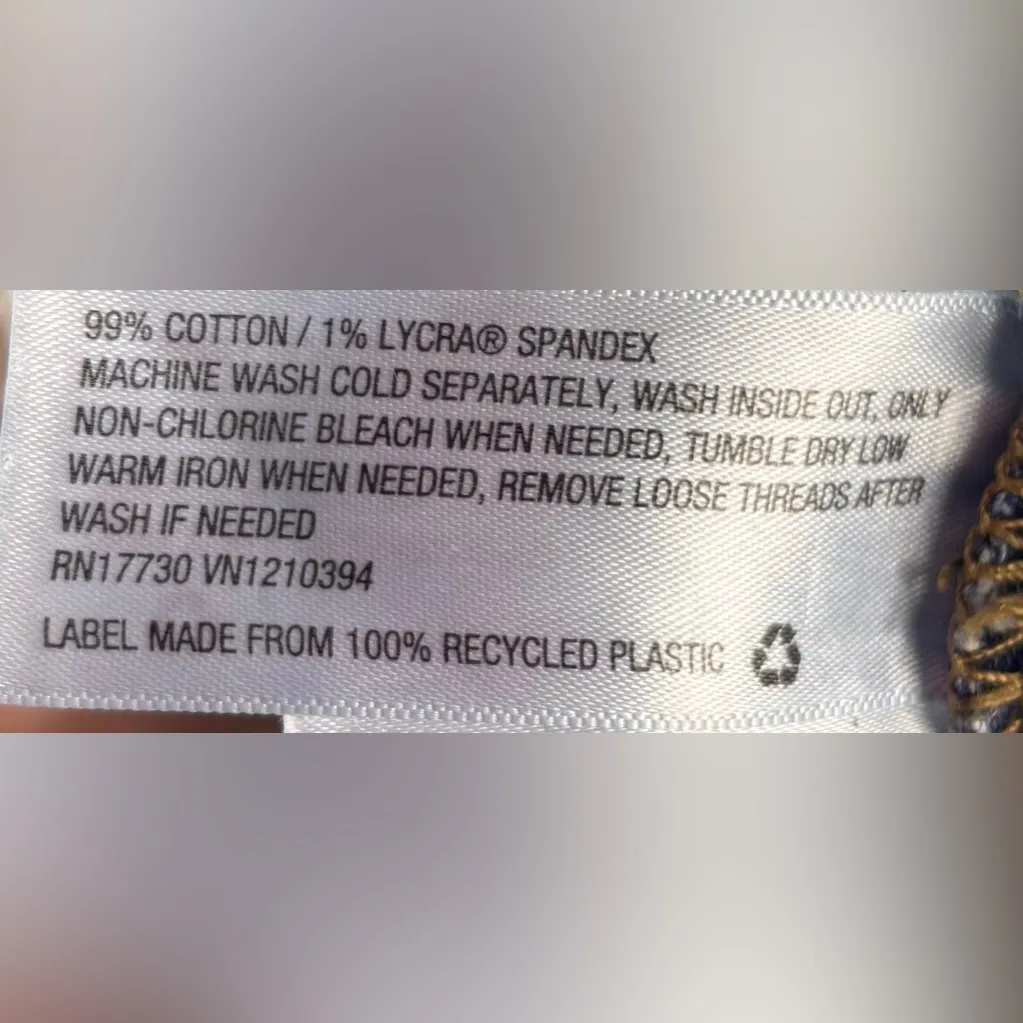 99% COTTON / 1% LYCRA® SPANDEX
MACHINE WASH COLD SEPARATELY, WASH INSIDE OUT, ONLY
NON-CHLORINE BLEACH WHEN NEEDED, TUMBLE DRY LOW
WARM IRON WHEN NEEDED, REMOVE LOOSE THREADS AFTER
WASH IF NEEDED
RN17730 VN1210394
LABEL MADE FROM 100% RECYCLED PLASTIC